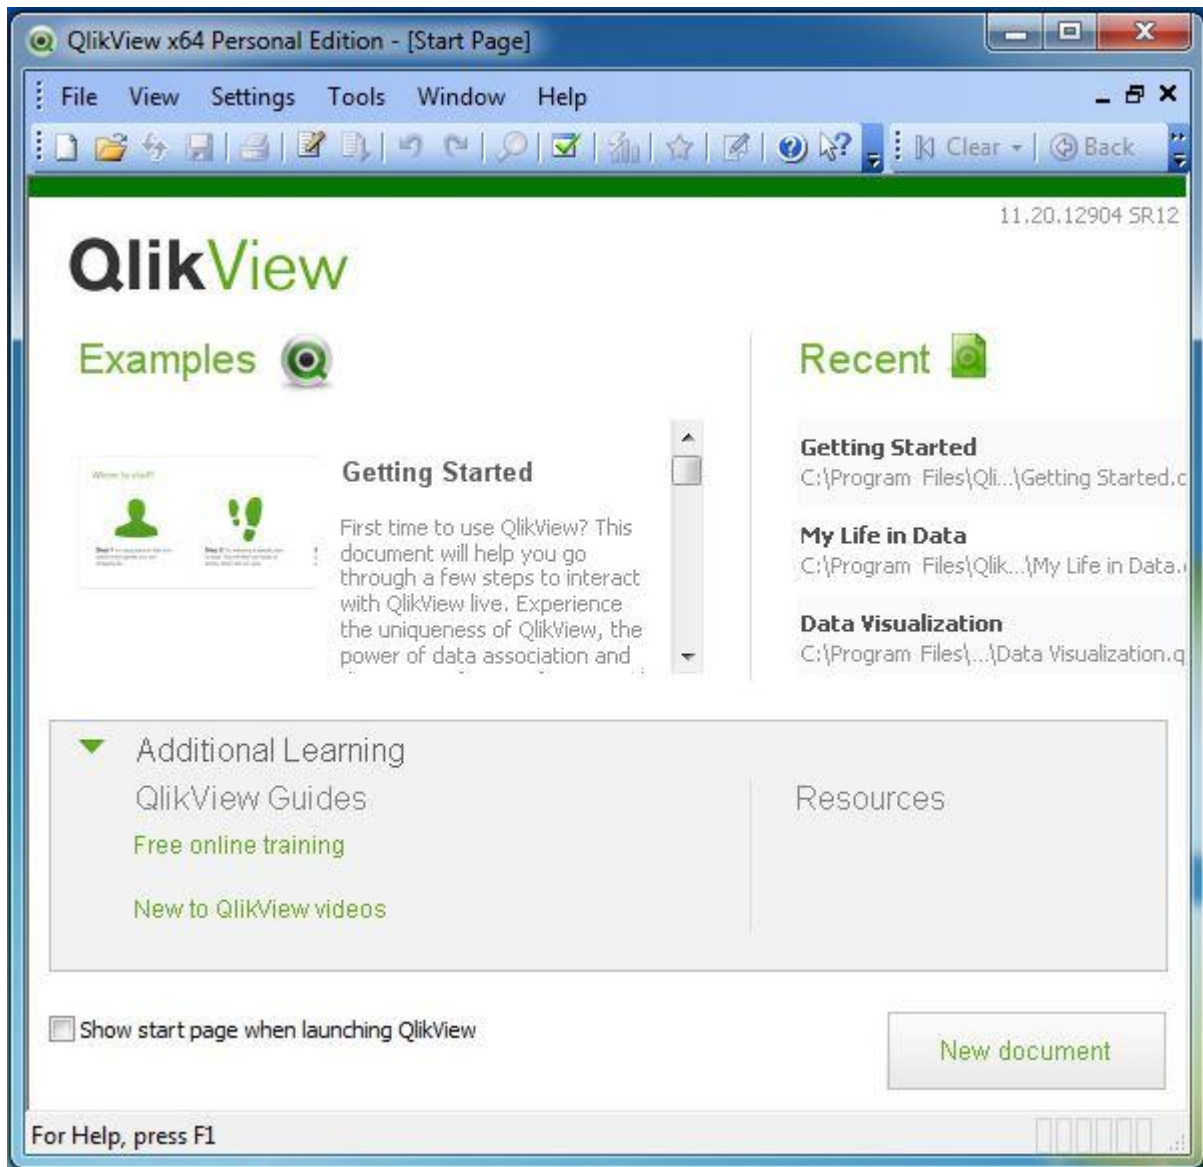 QlikView x64 Personal Edition - [Start Page]
File View Settings Tools Window Help
Clear Back
11.20.12904 SR12
QlikView
Examples
Getting Started
First time to use QlikView? This
document will help you go
through a few steps to interact
with QlikView live. Experience
the uniqueness of QlikView, the
power of data association and
Recent
Getting Started
C:\Program Files\Qli...\Getting Started.q
My Life in Data
C:\Program Files\Qlik...\My Life in Data.
Data Visualization
C:\Program Files\...\Data Visualization.q
Additional Learning
QlikView Guides
Free online training
New to QlikView videos
Resources
Show start page when launching QlikView
New document
For Help, press F1